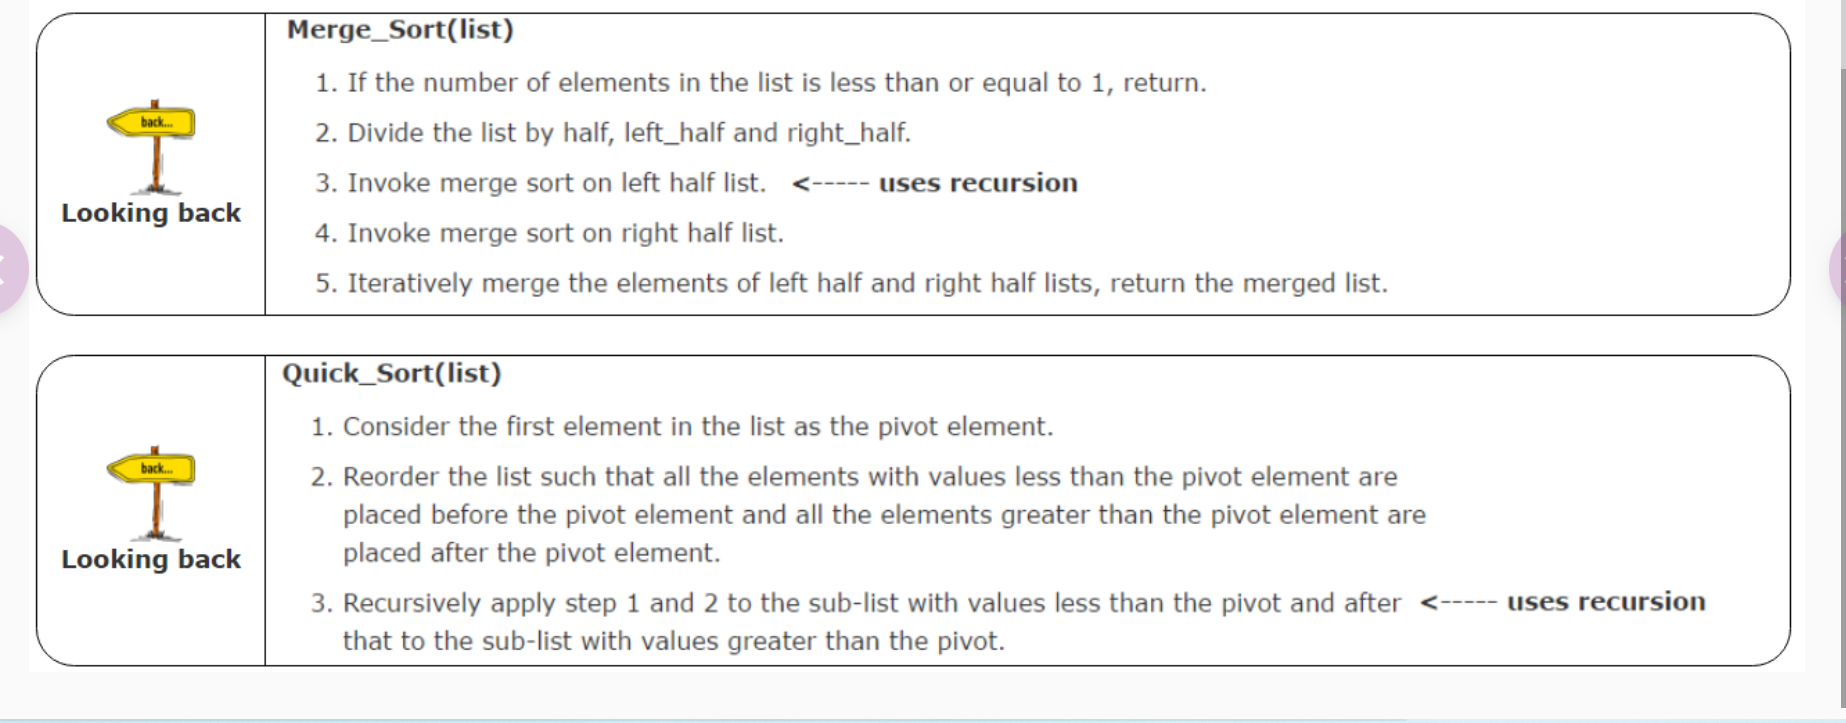 Merge_Sort(list)
1. If the number of elements in the list is less than or equal to 1, return.
2. Divide the list by half, left_half and right_half.
back...
3. Invoke merge sort on left half list. <----- uses recursion
Looking back
4. Invoke merge sort on right half list.
5. Iteratively merge the elements of left half and right half lists, return the merged list.
Quick_Sort(list)
1. Consider the first element in the list as the pivot element.
back...
2. Reorder the list such that all the elements with values less than the pivot element are
placed before the pivot element and all the elements greater than the pivot element are
placed after the pivot element.
Looking back
3. Recursively apply step 1 and 2 to the sub-list with values less than the pivot and after <----- uses recursion
that to the sub-list with values greater than the pivot.